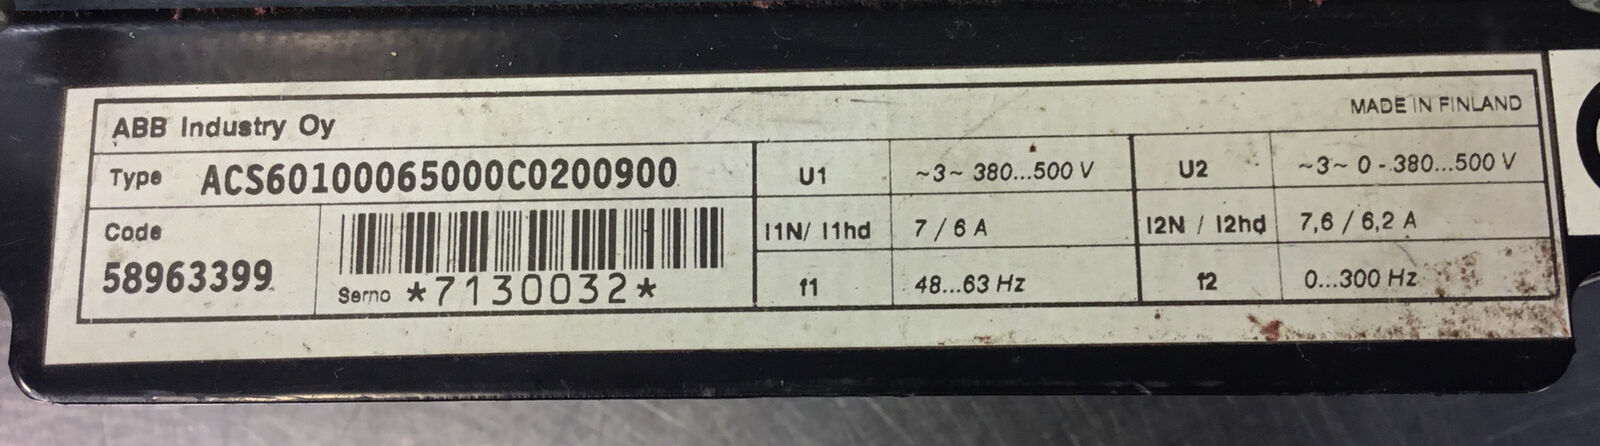 ABB Industry Oy
MADE IN FINLAND
Type ACS60100065000C0200900
U1 ~3~ 380...500 V
U2 ~3~ 0 - 380...500 V
Code
58963399
Serno *7130032*
I1N/ I1hd 7 / 6 A
I2N / I2hd 7,6 / 6,2 A
f1 48...63 Hz
f2 0...300 Hz